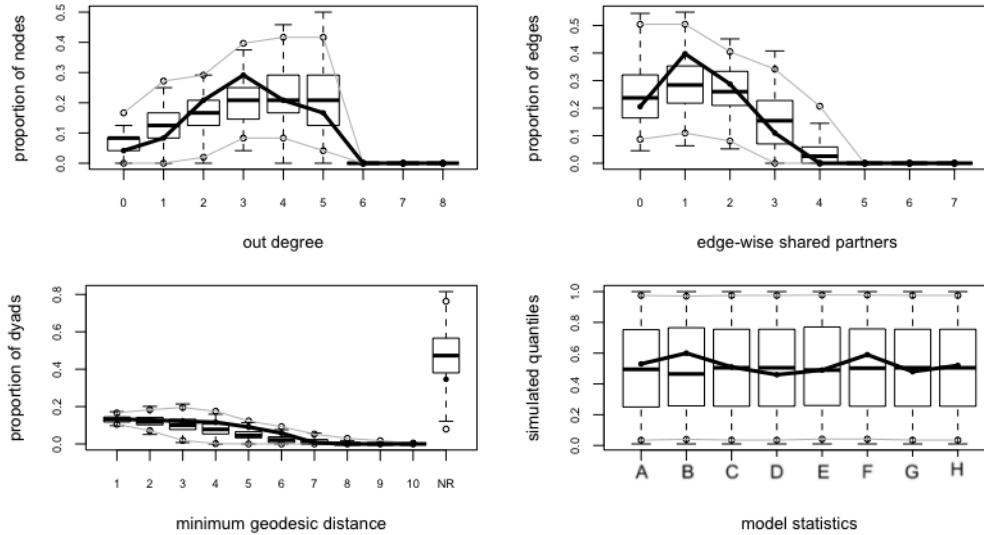 proportion of nodes
0.0 0.1 0.2 0.3 0.4 0.5
0 1 2 3 4 5 6 7 8
out degree
proportion of edges
0.0 0.1 0.2 0.3 0.4 0.5
0 1 2 3 4 5 6 7
edge-wise shared partners
proportion of dyads
0.0 0.2 0.4 0.6 0.8
1 2 3 4 5 6 7 8 9 10 NR
minimum geodesic distance
simulated quantiles
0.0 0.2 0.4 0.6 0.8 1.0
A B C D E F G H
model statistics